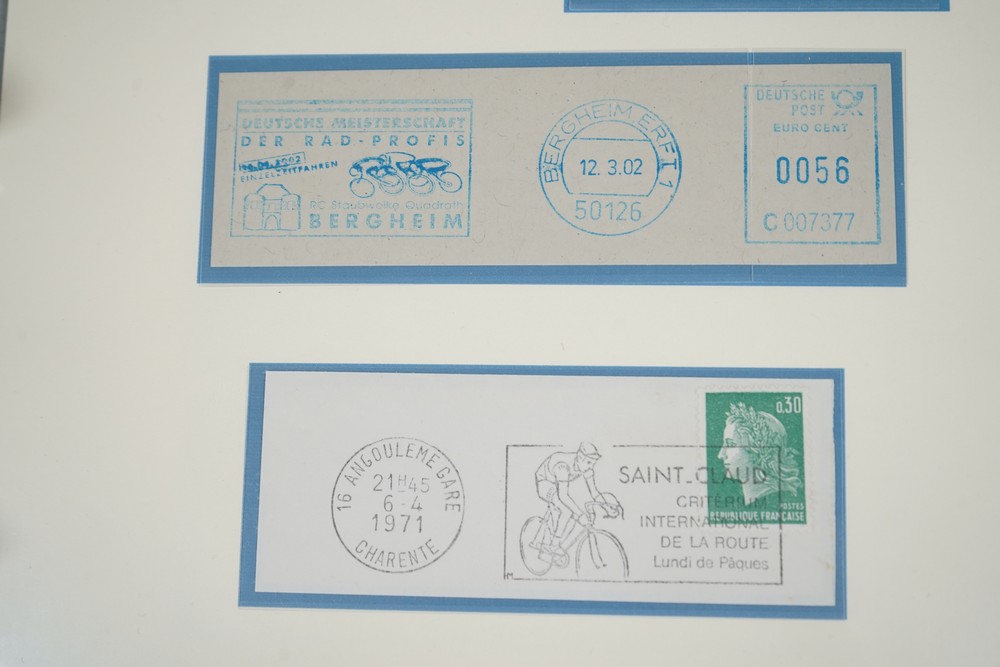 DEUTSCHE MEISTERSCHAFT
DER RAD-PROFIS
EINZELZEITFAHREN
RC Staubwolke Quadrath
BERGHEIM
BERGHEIM, ERFT 1
12. 3.02
50126
DEUTSCHE
POST
EURO CENT
0056
C 007377
16 ANGOULEME GARE
21H45
6-4
1971
CHARENTE
SAINT-CLAUD
CRITERIUM
INTERNATIONAL
DE LA ROUTE
Lundi de Pâques
0,30
POSTES
REPUBLIQUE FRANÇAISE